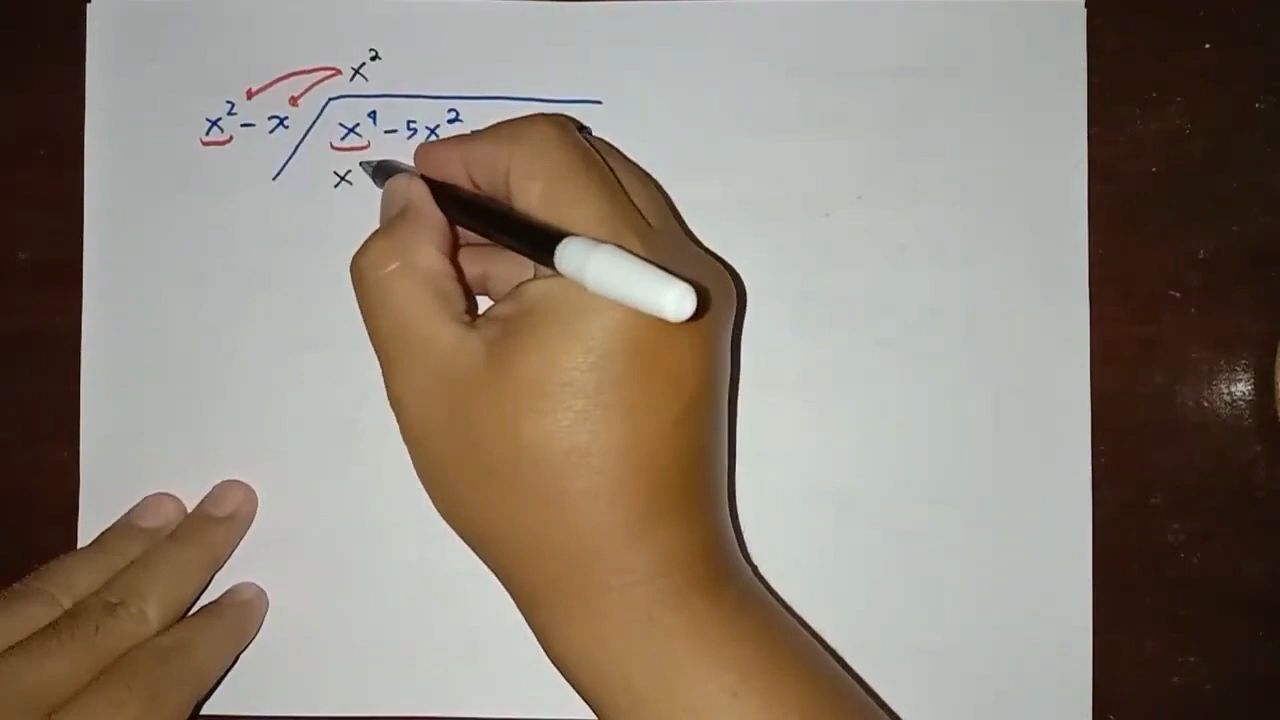 x²
x² - x / x⁴ - 5x² -
x